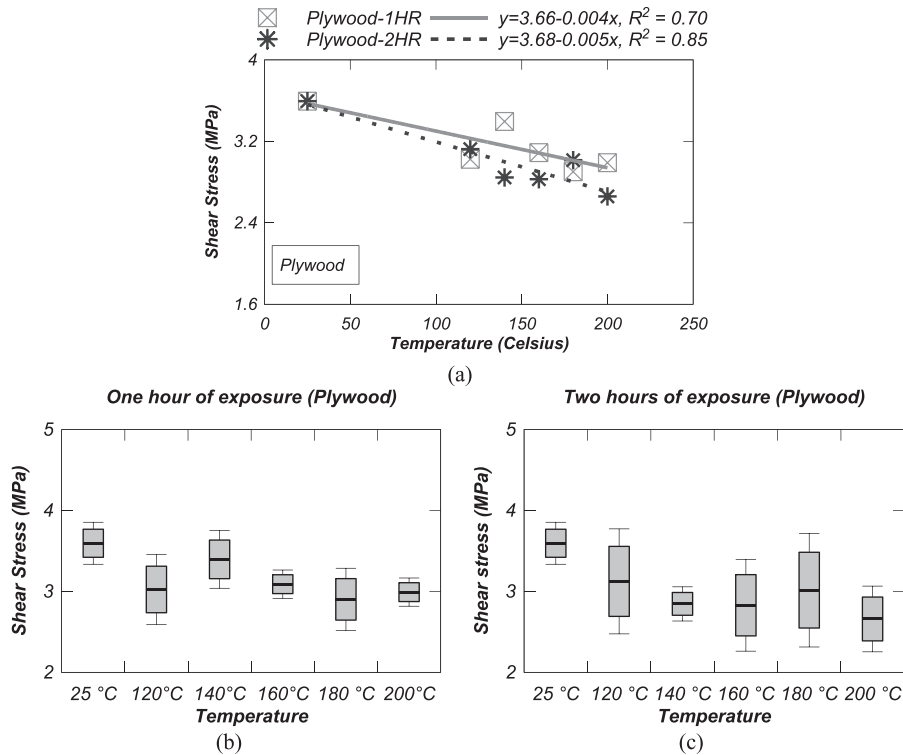 Plywood-1HR y=3.66-0.004x, R² = 0.70
Plywood-2HR y=3.68-0.005x, R² = 0.85
4
3.2
2.4
1.6
Shear Stress (MPa)
Plywood
0 50 100 150 200 250
Temperature (Celsius)
(a)
One hour of exposure (Plywood)
5
4
3
2
Shear Stress (MPa)
25 °C 120°C 140°C 160°C 180 °C 200°C
Temperature
(b)
Two hours of exposure (Plywood)
5
4
3
2
Shear stress (MPa)
25 °C 120 °C 140 °C 160 °C 180 °C 200 °C
Temperature
(c)